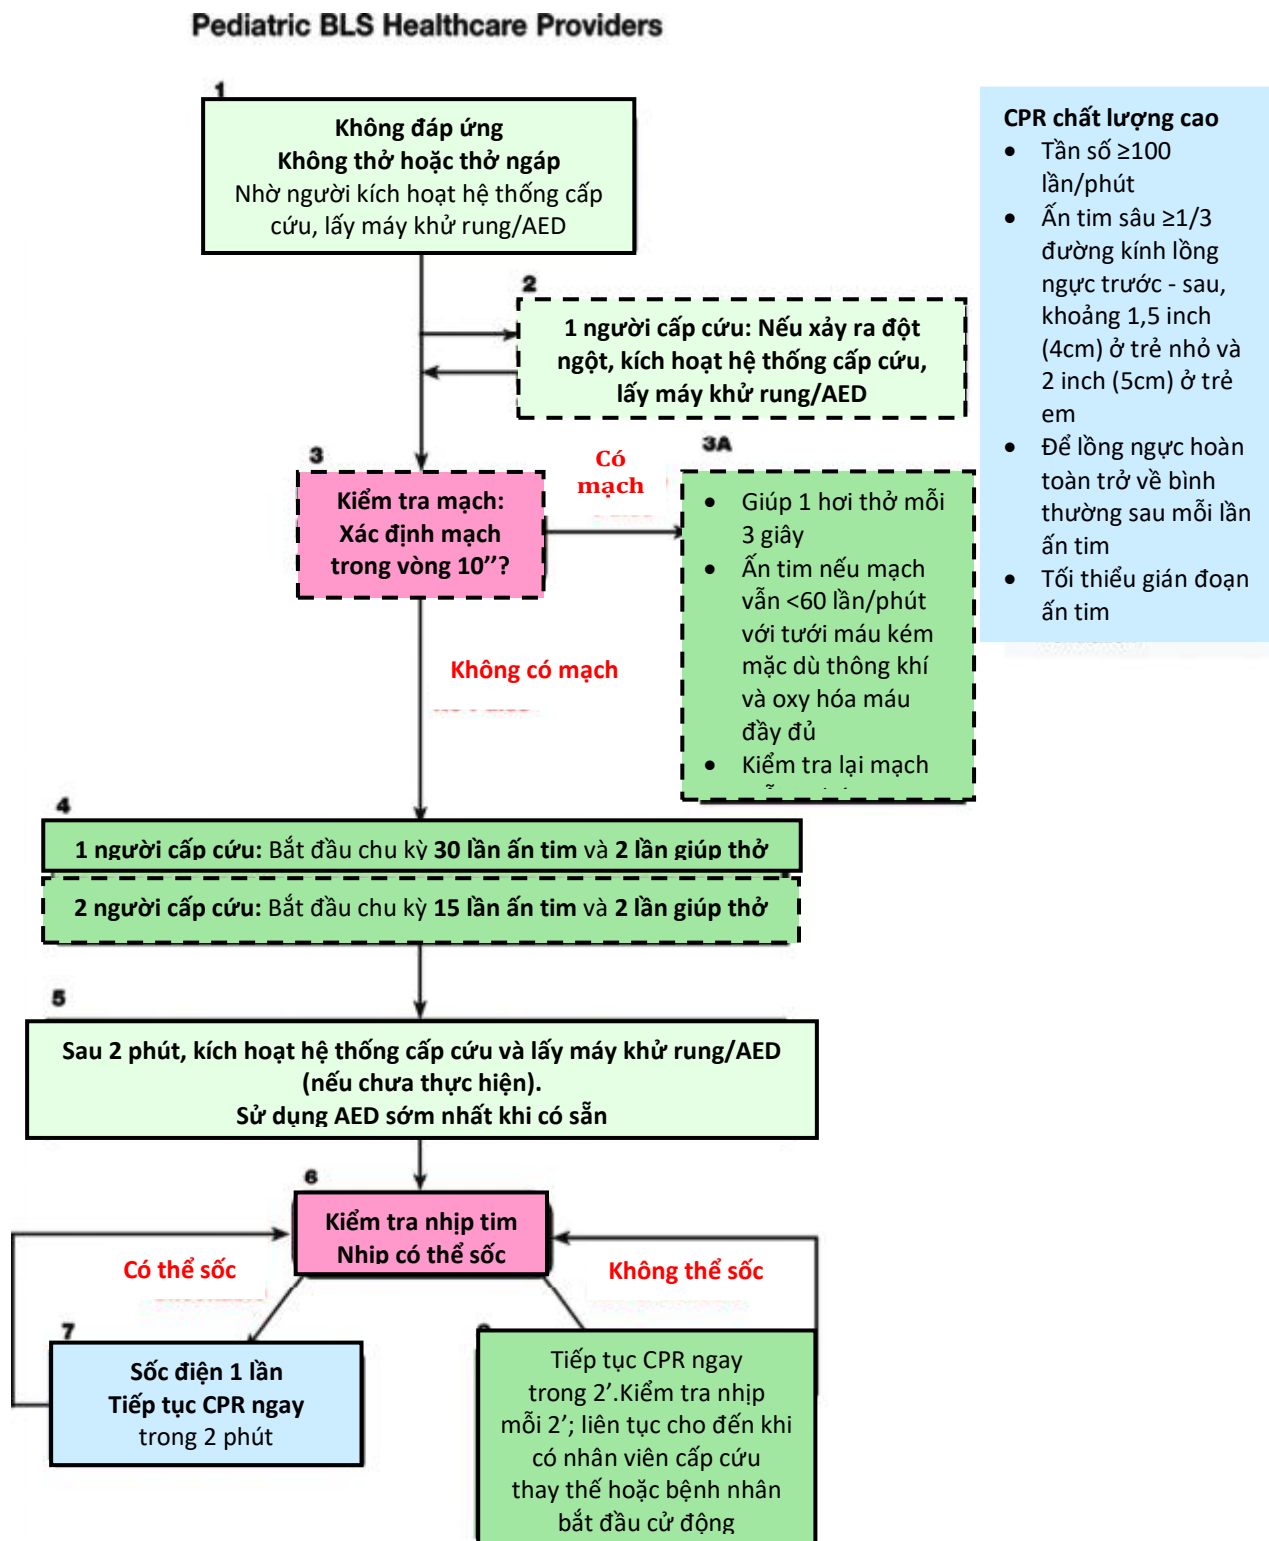 Pediatric BLS Healthcare Providers
1
Không đáp ứng
Không thở hoặc thở ngáp
Nhờ người kích hoạt hệ thống cấp
cứu, lấy máy khử rung/AED
2
1 người cấp cứu: Nếu xảy ra đột
ngột, kích hoạt hệ thống cấp cứu,
lấy máy khử rung/AED
3
Kiểm tra mạch:
Xác định mạch
trong vòng 10’’?
Có
mạch
3A
• Giúp 1 hơi thở mỗi
3 giây
• Ấn tim nếu mạch
vẫn <60 lần/phút
với tưới máu kém
mặc dù thông khí
và oxy hóa máu
đầy đủ
• Kiểm tra lại mạch
Không có mạch
4
1 người cấp cứu: Bắt đầu chu kỳ 30 lần ấn tim và 2 lần giúp thở
2 người cấp cứu: Bắt đầu chu kỳ 15 lần ấn tim và 2 lần giúp thở
5
Sau 2 phút, kích hoạt hệ thống cấp cứu và lấy máy khử rung/AED
(nếu chưa thực hiện).
Sử dụng AED sớm nhất khi có sẵn
6
Kiểm tra nhịp tim
Nhịp có thể sốc
Có thể sốc
Không thể sốc
7
Sốc điện 1 lần
Tiếp tục CPR ngay
trong 2 phút
Tiếp tục CPR ngay
trong 2’.Kiểm tra nhịp
mỗi 2’; liên tục cho đến khi
có nhân viên cấp cứu
thay thế hoặc bệnh nhân
bắt đầu cử động
CPR chất lượng cao
• Tần số ≥100
lần/phút
• Ấn tim sâu ≥1/3
đường kính lồng
ngực trước - sau,
khoảng 1,5 inch
(4cm) ở trẻ nhỏ và
2 inch (5cm) ở trẻ
em
• Để lồng ngực hoàn
toàn trở về bình
thường sau mỗi lần
ấn tim
• Tối thiểu gián đoạn
ấn tim